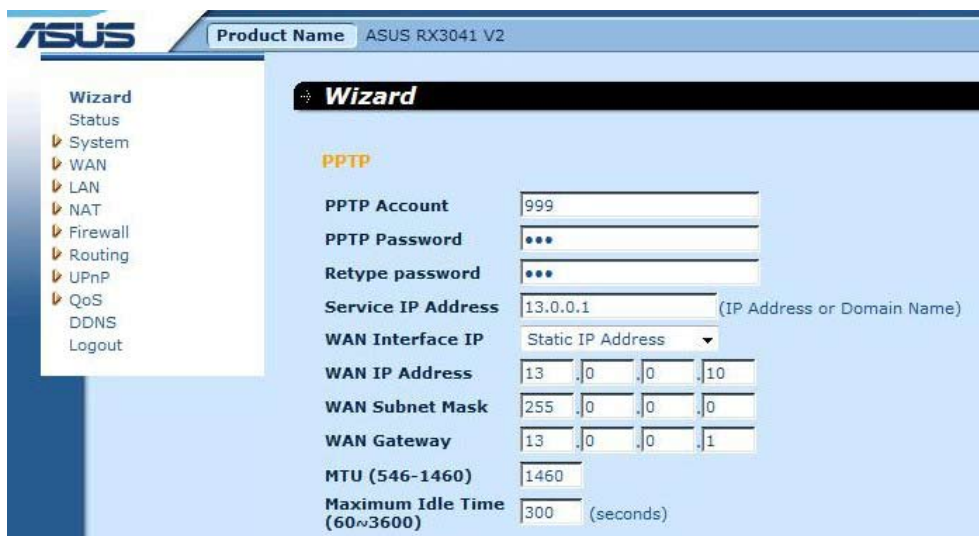 ASUS
Product Name ASUS RX3041 V2
Wizard
Status
System
WAN
LAN
NAT
Firewall
Routing
UPnP
QoS
DDNS
Logout
Wizard
PPTP
PPTP Account 999
PPTP Password •••
Retype password •••
Service IP Address 13.0.0.1 (IP Address or Domain Name)
WAN Interface IP Static IP Address
WAN IP Address 13 .0 .0 .10
WAN Subnet Mask 255 .0 .0 .0
WAN Gateway 13 .0 .0 .1
MTU (546-1460) 1460
Maximum Idle Time
(60~3600) 300 (seconds)